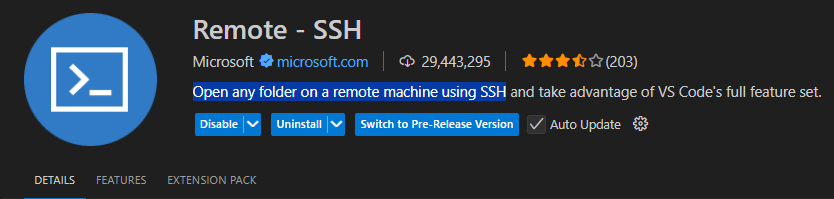 Remote - SSH
Microsoft microsoft.com 29,443,295 (203)
Open any folder on a remote machine using SSH and take advantage of VS Code's full feature set.
Disable Uninstall Switch to Pre-Release Version Auto Update
DETAILS FEATURES EXTENSION PACK